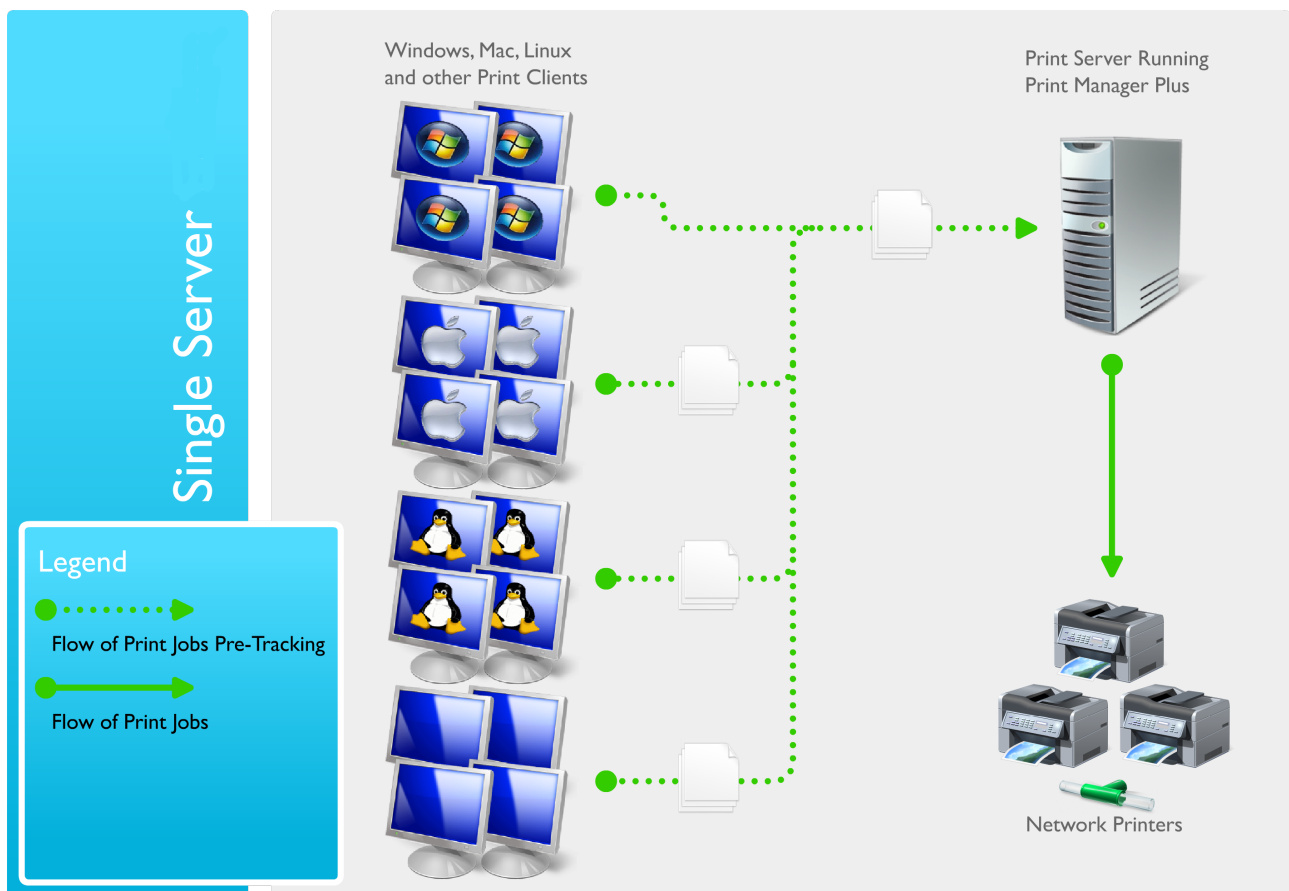 Single Server
Windows, Mac, Linux
and other Print Clients
Print Server Running
Print Manager Plus
Legend
Flow of Print Jobs Pre-Tracking
Flow of Print Jobs
Network Printers